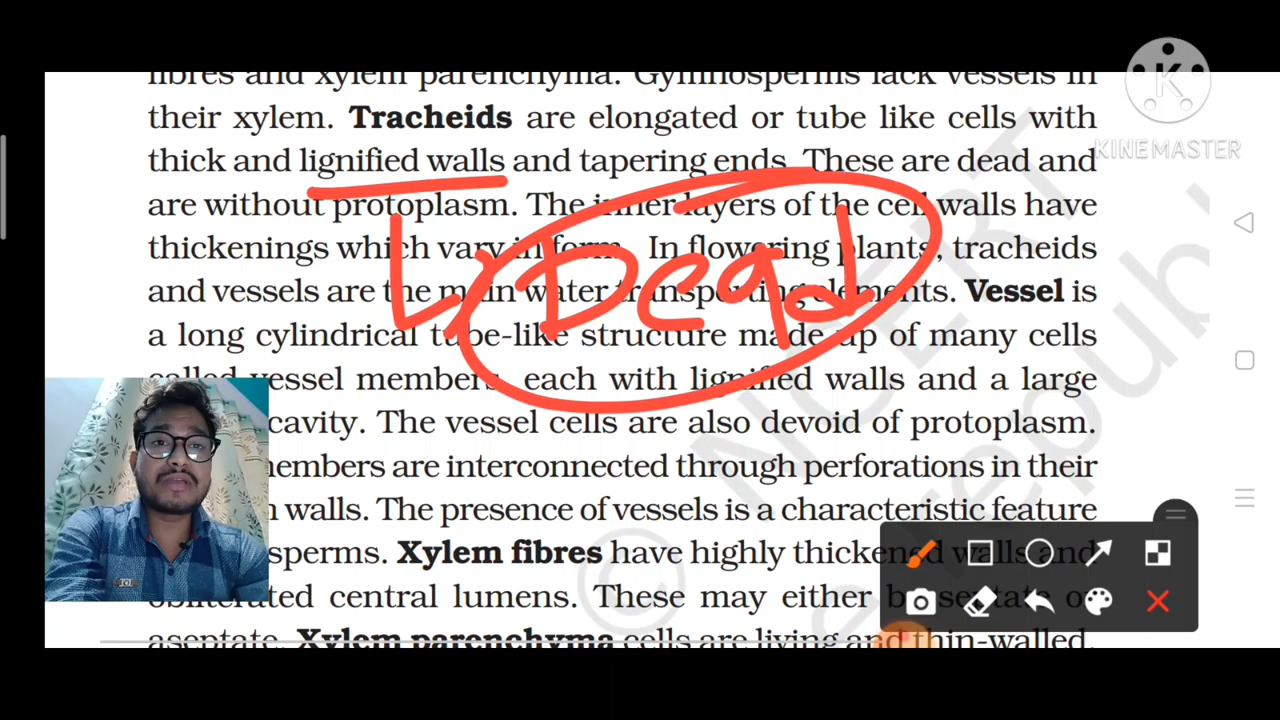 fibres and xylem parenchyma. Gymnosperms lack vessels in
their xylem. Tracheids are elongated or tube like cells with
thick and lignified walls and tapering ends. These are dead and
are without protoplasm. The inner layers of the cell walls have
thickenings which vary in form. In flowering plants, tracheids
and vessels are the main water transporting elements. Vessel is
a long cylindrical tube-like structure made up of many cells
called vessel members, each with lignified walls and a large
cavity. The vessel cells are also devoid of protoplasm.
members are interconnected through perforations in their
walls. The presence of vessels is a characteristic feature
sperms. Xylem fibres have highly thickened walls and
obliterated central lumens. These may either be septate or
aseptate. Xylem parenchyma cells are living and thin-walled,
Dead
K
KINEMASTER
© NCERT
republ